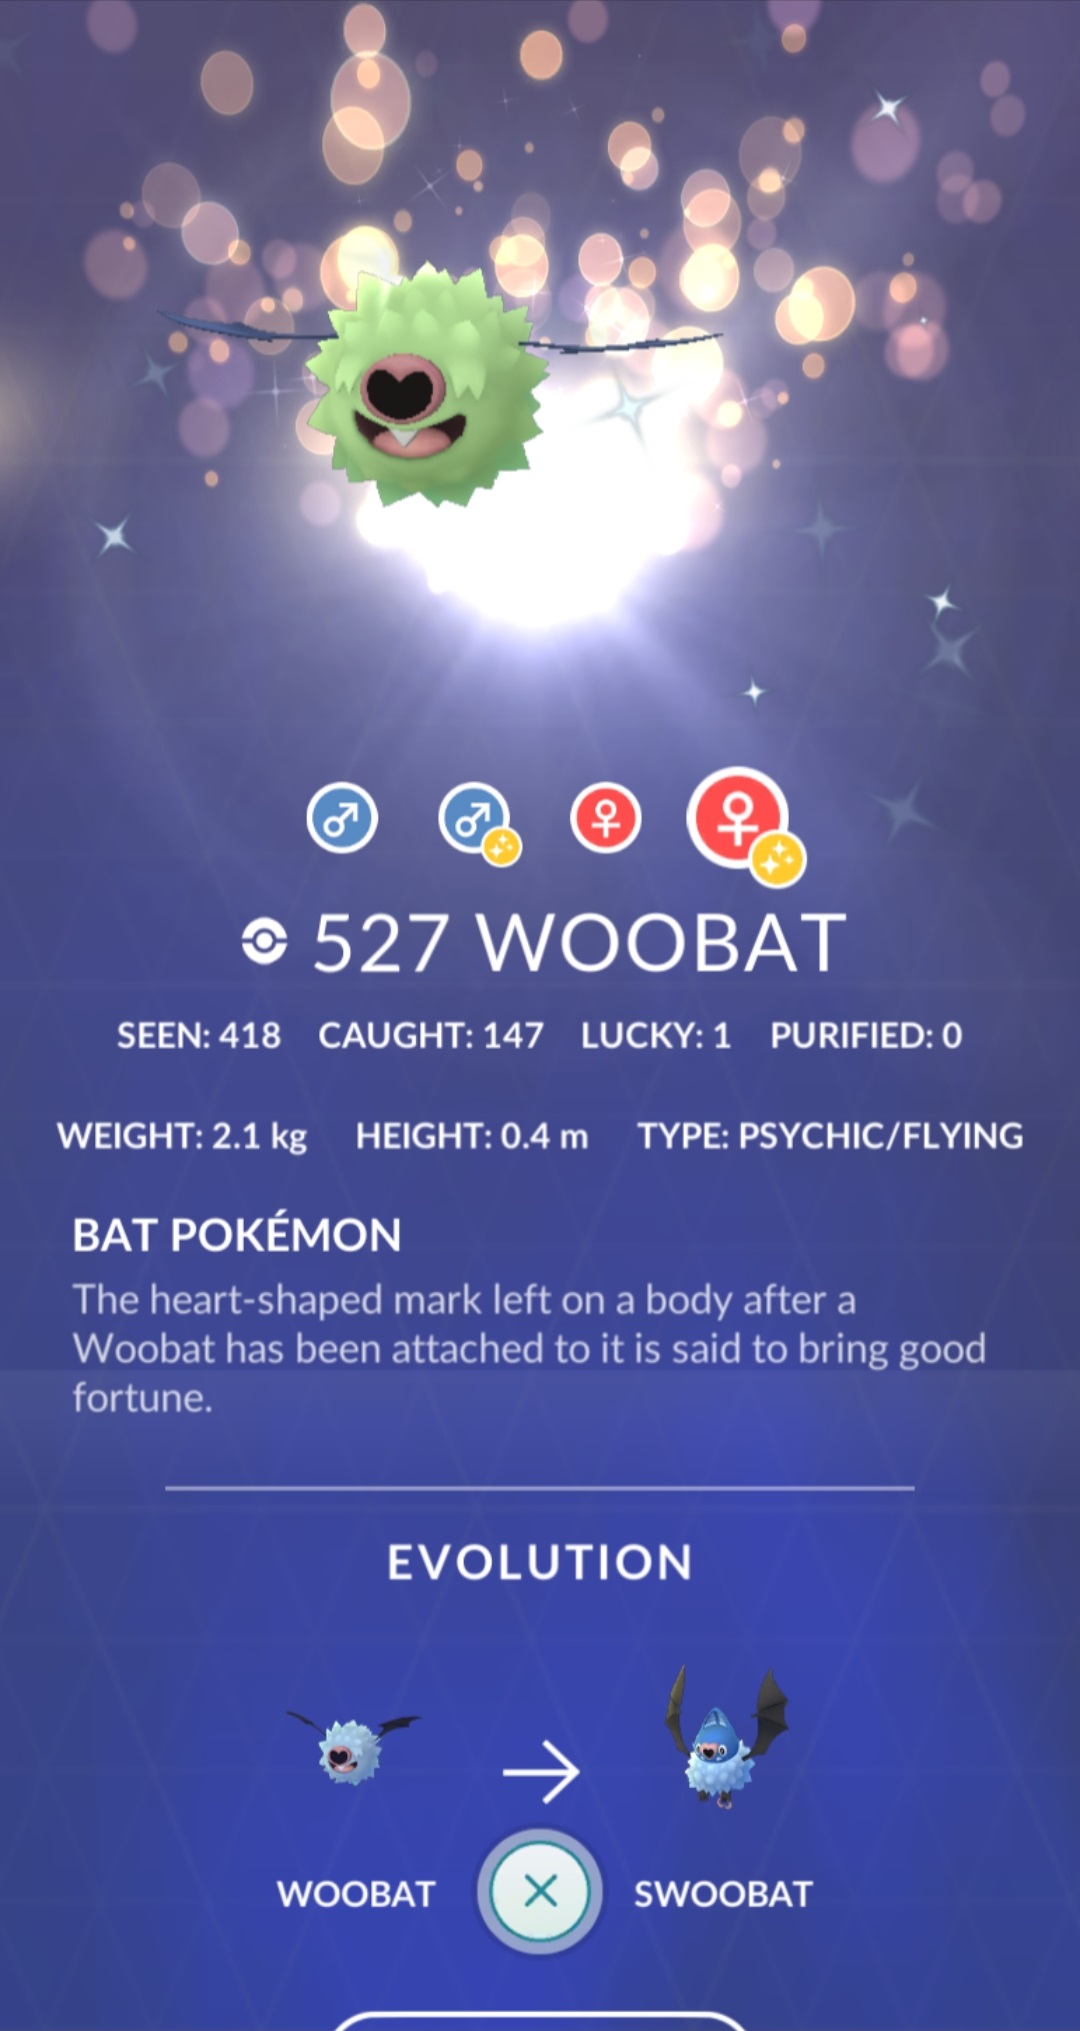 527 WOOBAT
SEEN: 418 CAUGHT: 147 LUCKY: 1 PURIFIED: 0
WEIGHT: 2.1 kg HEIGHT: 0.4 m TYPE: PSYCHIC/FLYING
BAT POKÉMON
The heart-shaped mark left on a body after a
Woobat has been attached to it is said to bring good
fortune.
EVOLUTION
WOOBAT SWOOBAT